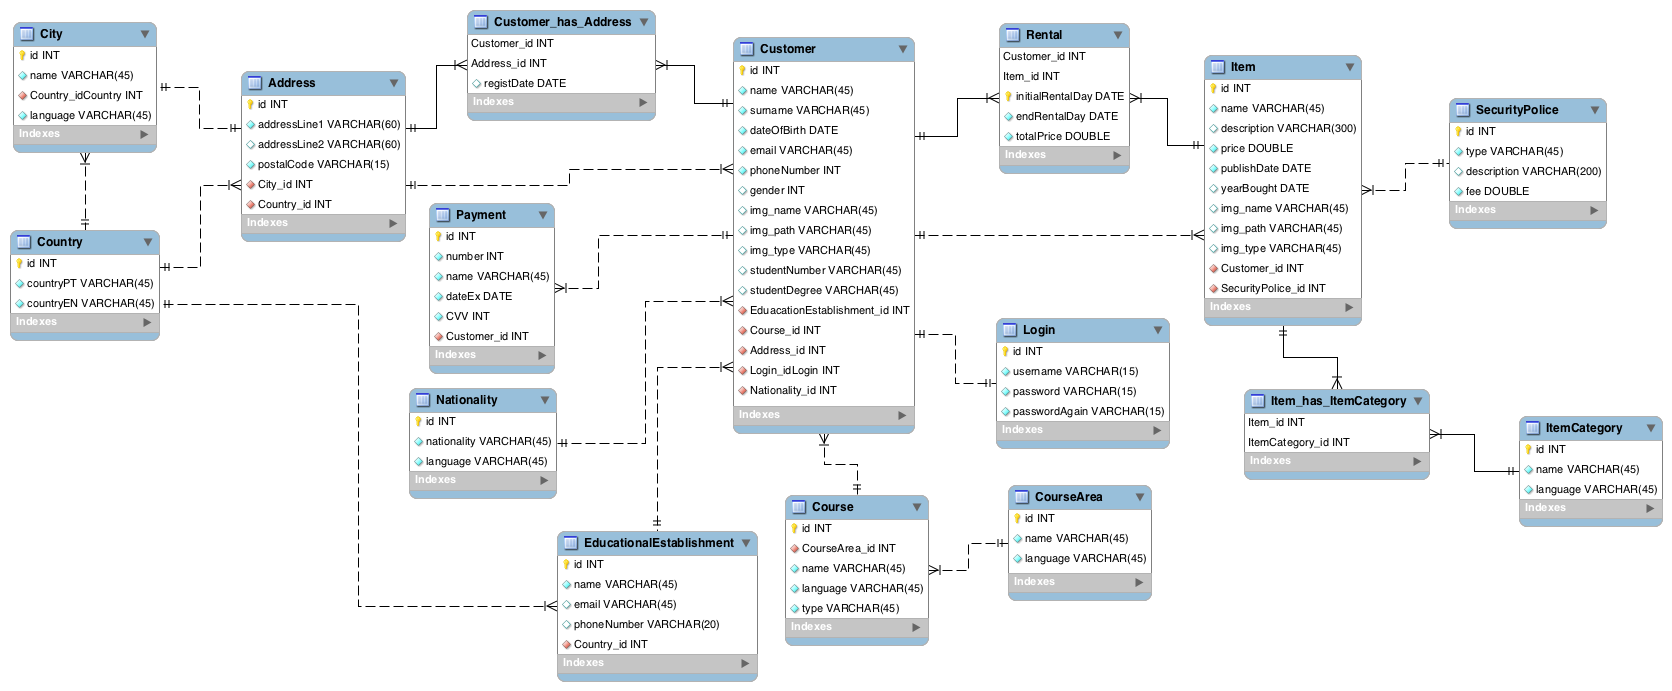 City
id INT
name VARCHAR(45)
Country_idCountry INT
language VARCHAR(45)
Indexes
Address
id INT
addressLine1 VARCHAR(60)
addressLine2 VARCHAR(60)
postalCode VARCHAR(15)
City_id INT
Country_id INT
Indexes
Customer_has_Address
Customer_id INT
Address_id INT
registDate DATE
Indexes
Customer
id INT
name VARCHAR(45)
surname VARCHAR(45)
dateOfBirth DATE
email VARCHAR(45)
phoneNumber INT
gender INT
img_name VARCHAR(45)
img_path VARCHAR(45)
img_type VARCHAR(45)
studentNumber VARCHAR(45)
studentDegree VARCHAR(45)
EduacationEstablishment_id INT
Course_id INT
Address_id INT
Login_idLogin INT
Nationality_id INT
Indexes
Rental
Customer_id INT
Item_id INT
initialRentalDay DATE
endRentalDay DATE
totalPrice DOUBLE
Indexes
Item
id INT
name VARCHAR(45)
description VARCHAR(300)
price DOUBLE
publishDate DATE
yearBought DATE
img_name VARCHAR(45)
img_path VARCHAR(45)
img_type VARCHAR(45)
Customer_id INT
SecurityPolice_id INT
Indexes
SecurityPolice
id INT
type VARCHAR(45)
description VARCHAR(200)
fee DOUBLE
Indexes
Country
id INT
countryPT VARCHAR(45)
countryEN VARCHAR(45)
Indexes
Payment
id INT
number INT
name VARCHAR(45)
dateEx DATE
CVV INT
Customer_id INT
Indexes
Nationality
id INT
nationality VARCHAR(45)
language VARCHAR(45)
Indexes
Login
id INT
username VARCHAR(15)
password VARCHAR(15)
passwordAgain VARCHAR(15)
Indexes
Item_has_ItemCategory
Item_id INT
ItemCategory_id INT
Indexes
ItemCategory
id INT
name VARCHAR(45)
language VARCHAR(45)
Indexes
EducationalEstablishment
id INT
name VARCHAR(45)
email VARCHAR(45)
phoneNumber VARCHAR(20)
Country_id INT
Indexes
Course
id INT
CourseArea_id INT
name VARCHAR(45)
language VARCHAR(45)
type VARCHAR(45)
Indexes
CourseArea
id INT
name VARCHAR(45)
language VARCHAR(45)
Indexes